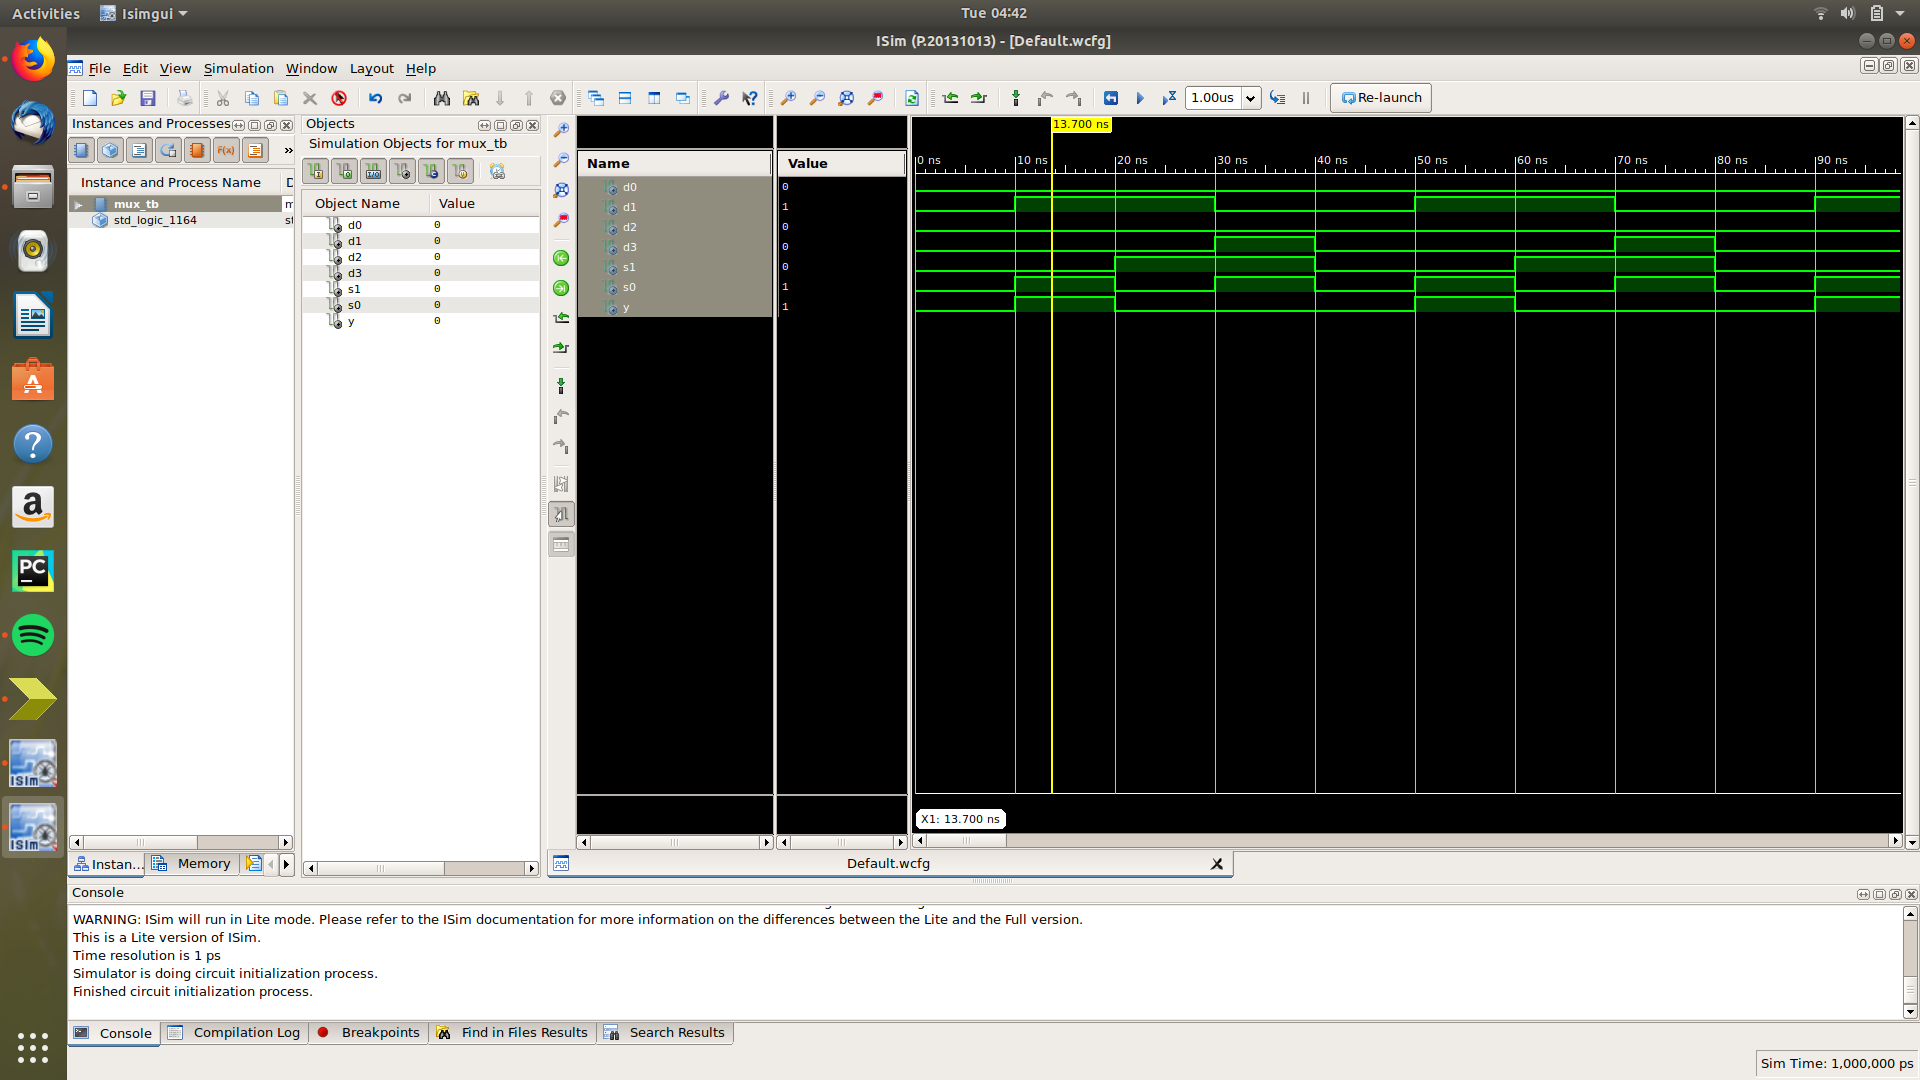 Activities Isimgui Tue 04:42
ISim (P.20131013) - [Default.wcfg]
File Edit View Simulation Window Layout Help
1.00us Re-launch
Instances and Processes
F(x)
»
Instance and Process Name D
mux_tb m
std_logic_1164 st
Instan... Memory
Objects
Simulation Objects for mux_tb
Object Name Value
d0 0
d1 0
d2 0
d3 0
s1 0
s0 0
y 0
Name Value
d0 0
d1 1
d2 0
d3 0
s1 0
s0 1
y 1
13.700 ns
0 ns 10 ns 20 ns 30 ns 40 ns 50 ns 60 ns 70 ns 80 ns 90 ns
X1: 13.700 ns
Default.wcfg
Console
WARNING: ISim will run in Lite mode. Please refer to the ISim documentation for more information on the differences between the Lite and the Full version.
This is a Lite version of ISim.
Time resolution is 1 ps
Simulator is doing circuit initialization process.
Finished circuit initialization process.
Console Compilation Log Breakpoints Find in Files Results Search Results
Sim Time: 1,000,000 ps
A
?
a
PC
ISim
ISim